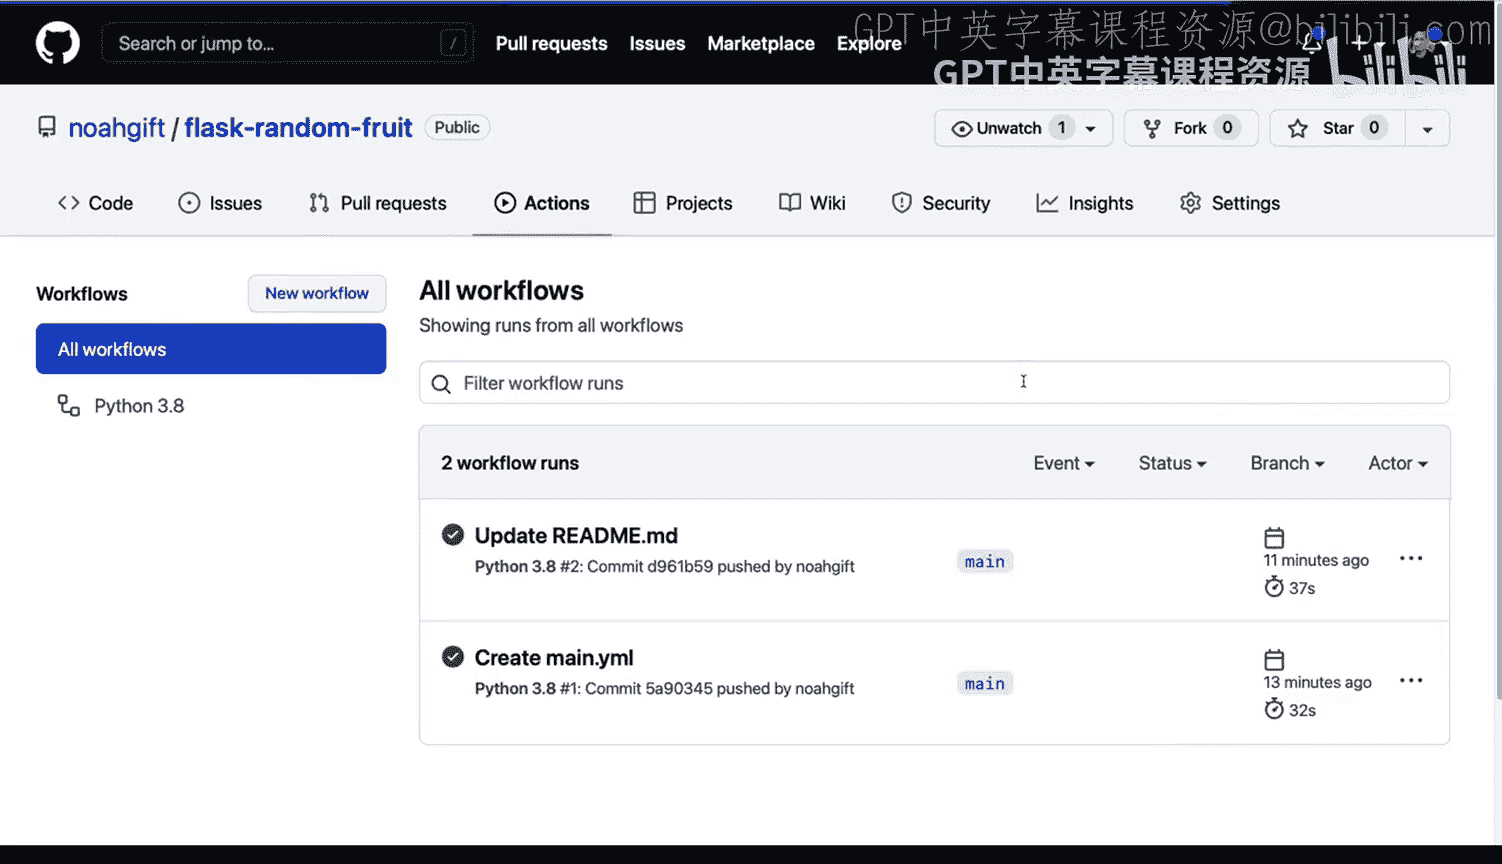 GPT中英字幕课程资源@bilibili.com
Search or jump to... /
Pull requests Issues Marketplace Explore
GPT中英字幕课程资源 bilibili
noahgift / flask-random-fruit Public
Unwatch 1 Fork 0 Star 0
Code Issues Pull requests Actions Projects Wiki Security Insights Settings
Workflows New workflow
All workflows
Python 3.8
All workflows
Showing runs from all workflows
Filter workflow runs
2 workflow runs Event Status Branch Actor
Update README.md
Python 3.8 #2: Commit d961b59 pushed by noahgift
main
11 minutes ago
37s
Create main.yml
Python 3.8 #1: Commit 5a90345 pushed by noahgift
main
13 minutes ago
32s